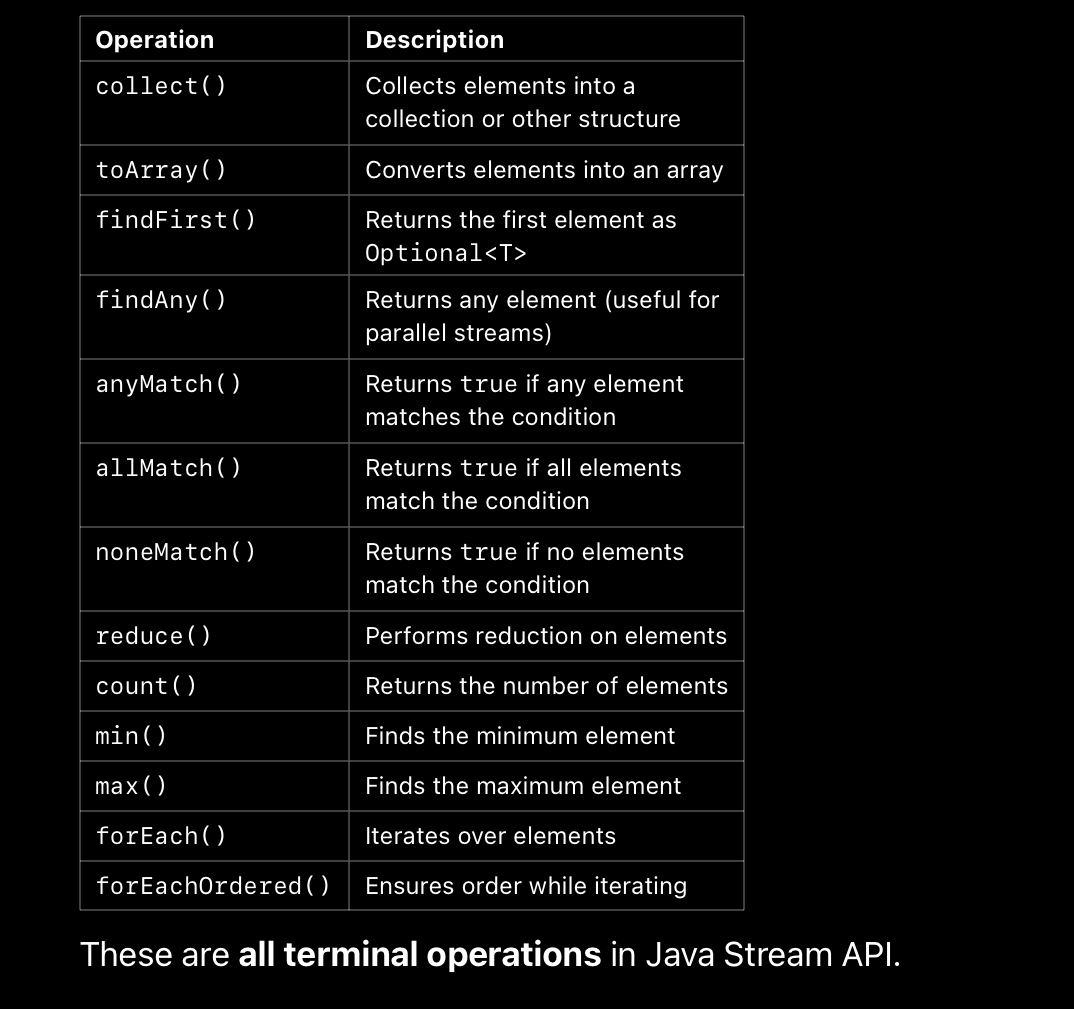 Operation Description
collect() Collects elements into a
collection or other structure
toArray() Converts elements into an array
findFirst() Returns the first element as
Optional<T>
findAny() Returns any element (useful for
parallel streams)
anyMatch() Returns true if any element
matches the condition
allMatch() Returns true if all elements
match the condition
noneMatch() Returns true if no elements
match the condition
reduce() Performs reduction on elements
count() Returns the number of elements
min() Finds the minimum element
max() Finds the maximum element
forEach() Iterates over elements
forEachOrdered() Ensures order while iterating
These are all terminal operations in Java Stream API.